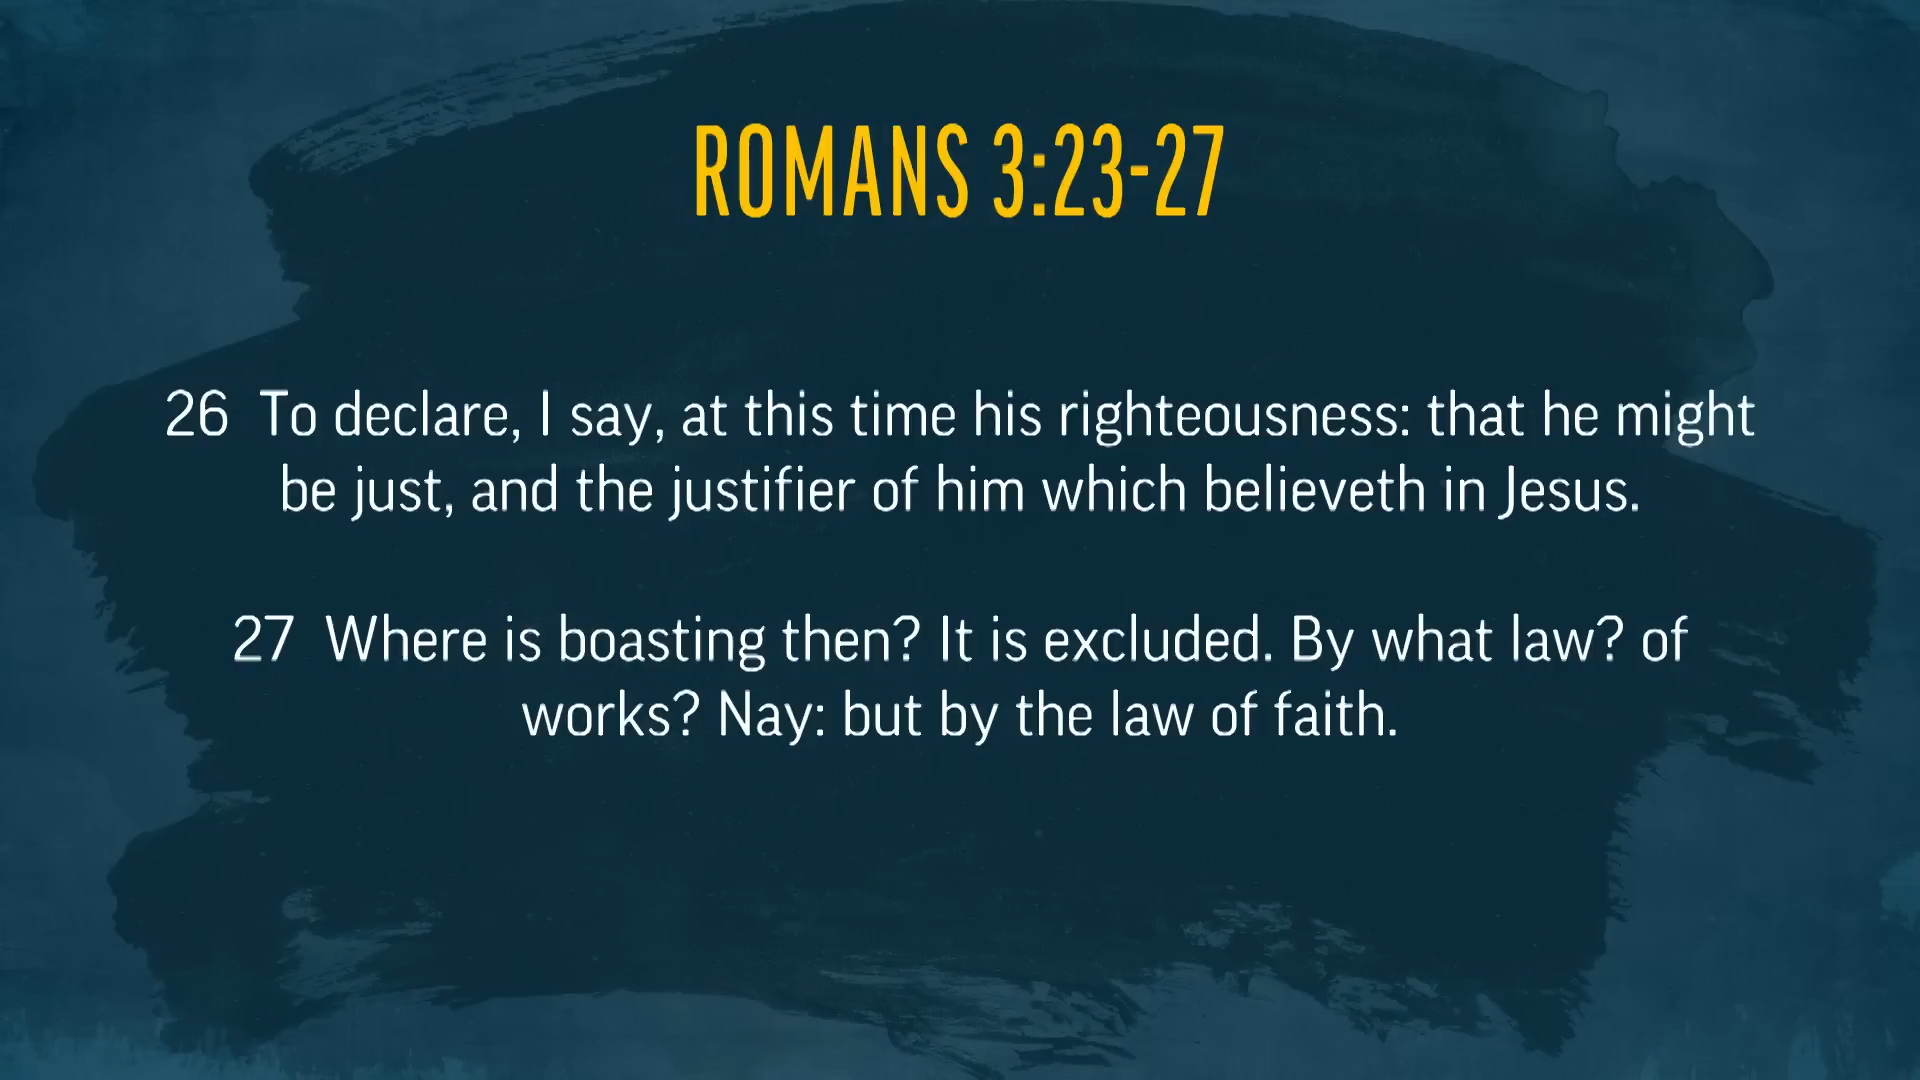 ROMANS 3:23-27
26 To declare, I say, at this time his righteousness: that he might
be just, and the justifier of him which believeth in Jesus.
27 Where is boasting then? It is excluded. By what law? of
works? Nay: but by the law of faith.